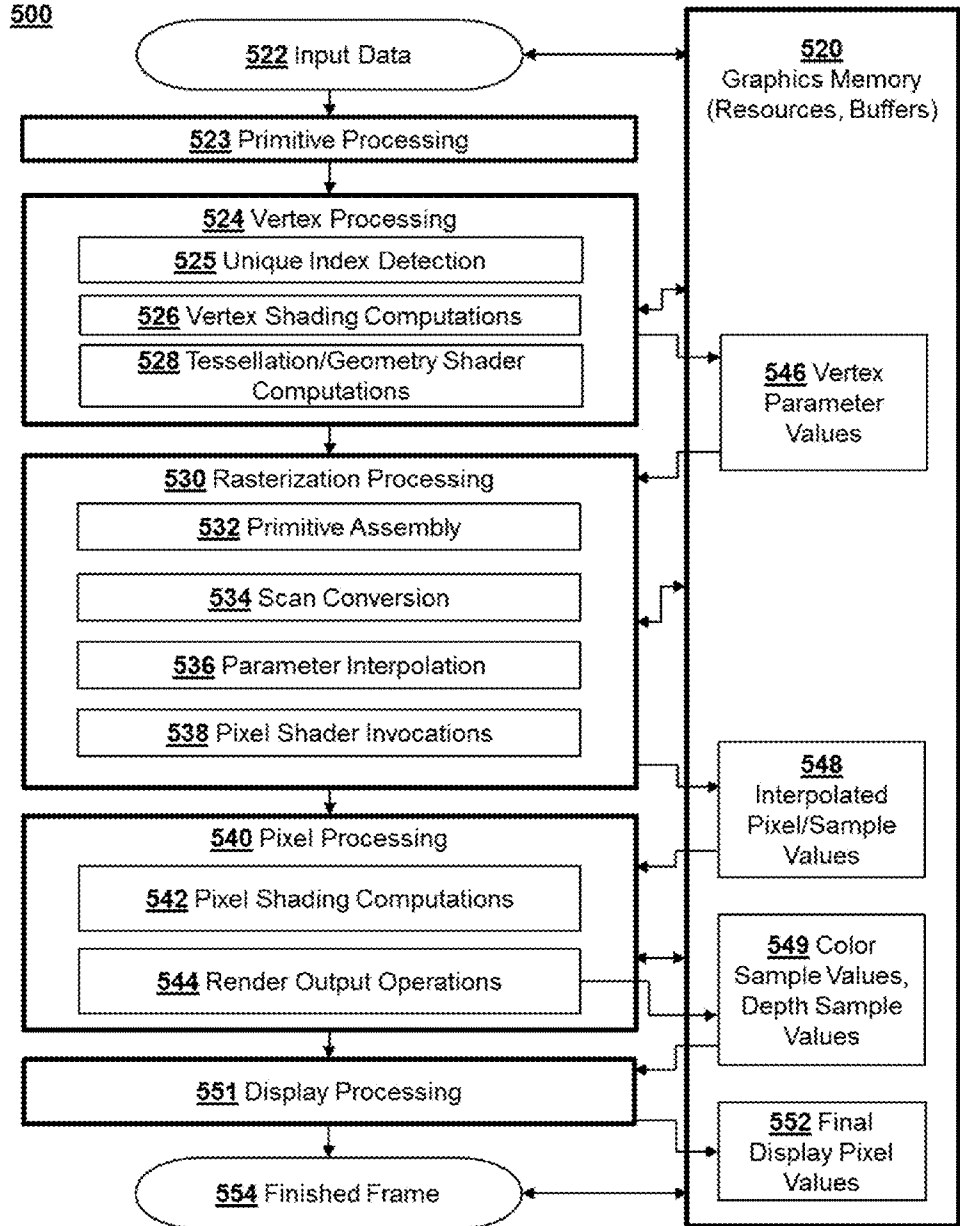 500
522 Input Data
523 Primitive Processing
524 Vertex Processing
525 Unique Index Detection
526 Vertex Shading Computations
528 Tessellation/Geometry Shader
Computations
530 Rasterization Processing
532 Primitive Assembly
534 Scan Conversion
536 Parameter Interpolation
538 Pixel Shader Invocations
540 Pixel Processing
542 Pixel Shading Computations
544 Render Output Operations
551 Display Processing
554 Finished Frame
520
Graphics Memory
(Resources, Buffers)
546 Vertex
Parameter
Values
548
Interpolated
Pixel/Sample
Values
549 Color
Sample Values,
Depth Sample
Values
552 Final
Display Pixel
Values